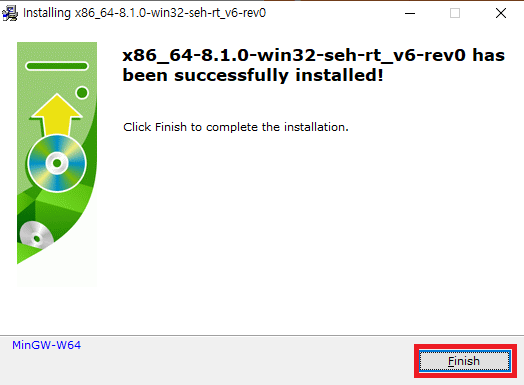 Installing x86_64-8.1.0-win32-seh-rt_v6-rev0
x86_64-8.1.0-win32-seh-rt_v6-rev0 has
been successfully installed!
Click Finish to complete the installation.
MinGW-W64
Finish